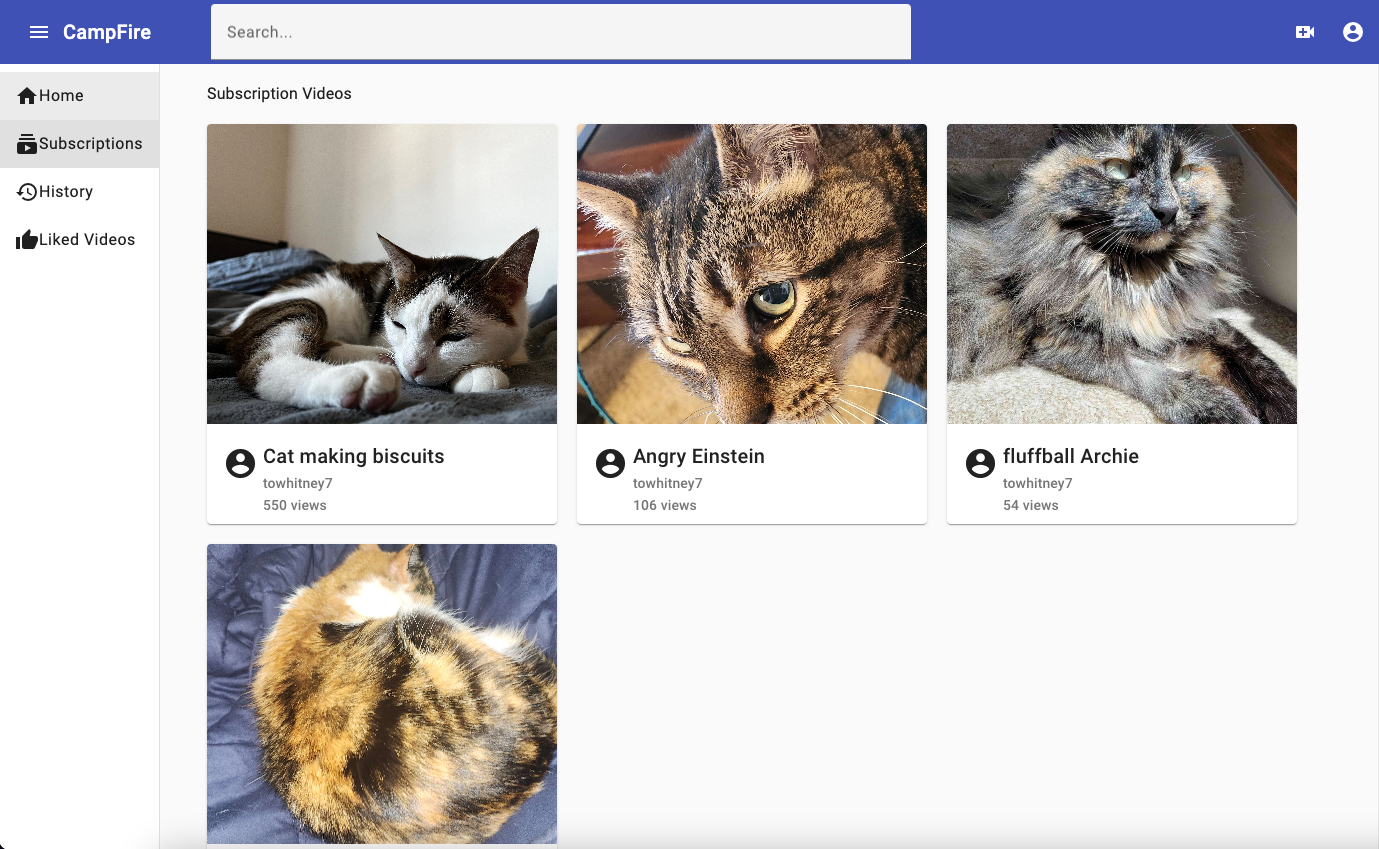 CampFire
Search...
Home
Subscriptions
History
Liked Videos
Subscription Videos
Cat making biscuits
towhitney7
550 views
Angry Einstein
towhitney7
106 views
fluffball Archie
towhitney7
54 views